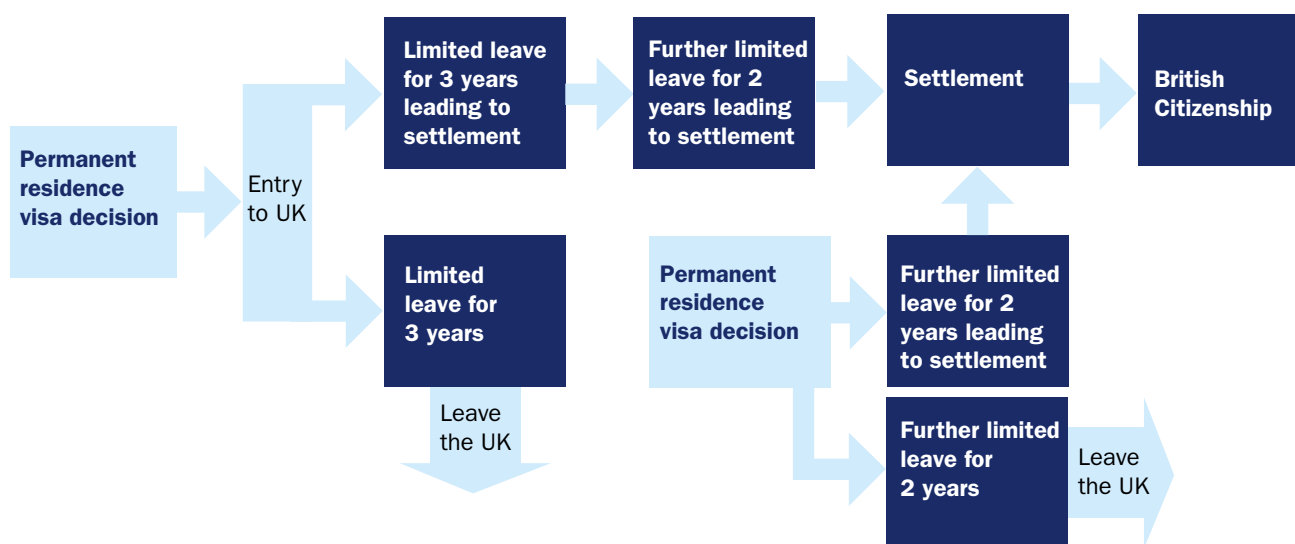 Permanent
residence
visa decision
Entry
to UK
Limited leave
for 3 years
leading to
settlement
Further limited
leave for 2
years leading
to settlement
Settlement
British
Citizenship
Limited
leave for
3 years
Leave
the UK
Permanent
residence
visa decision
Further limited
leave for 2
years leading
to settlement
Further limited
leave for
2 years
Leave
the UK